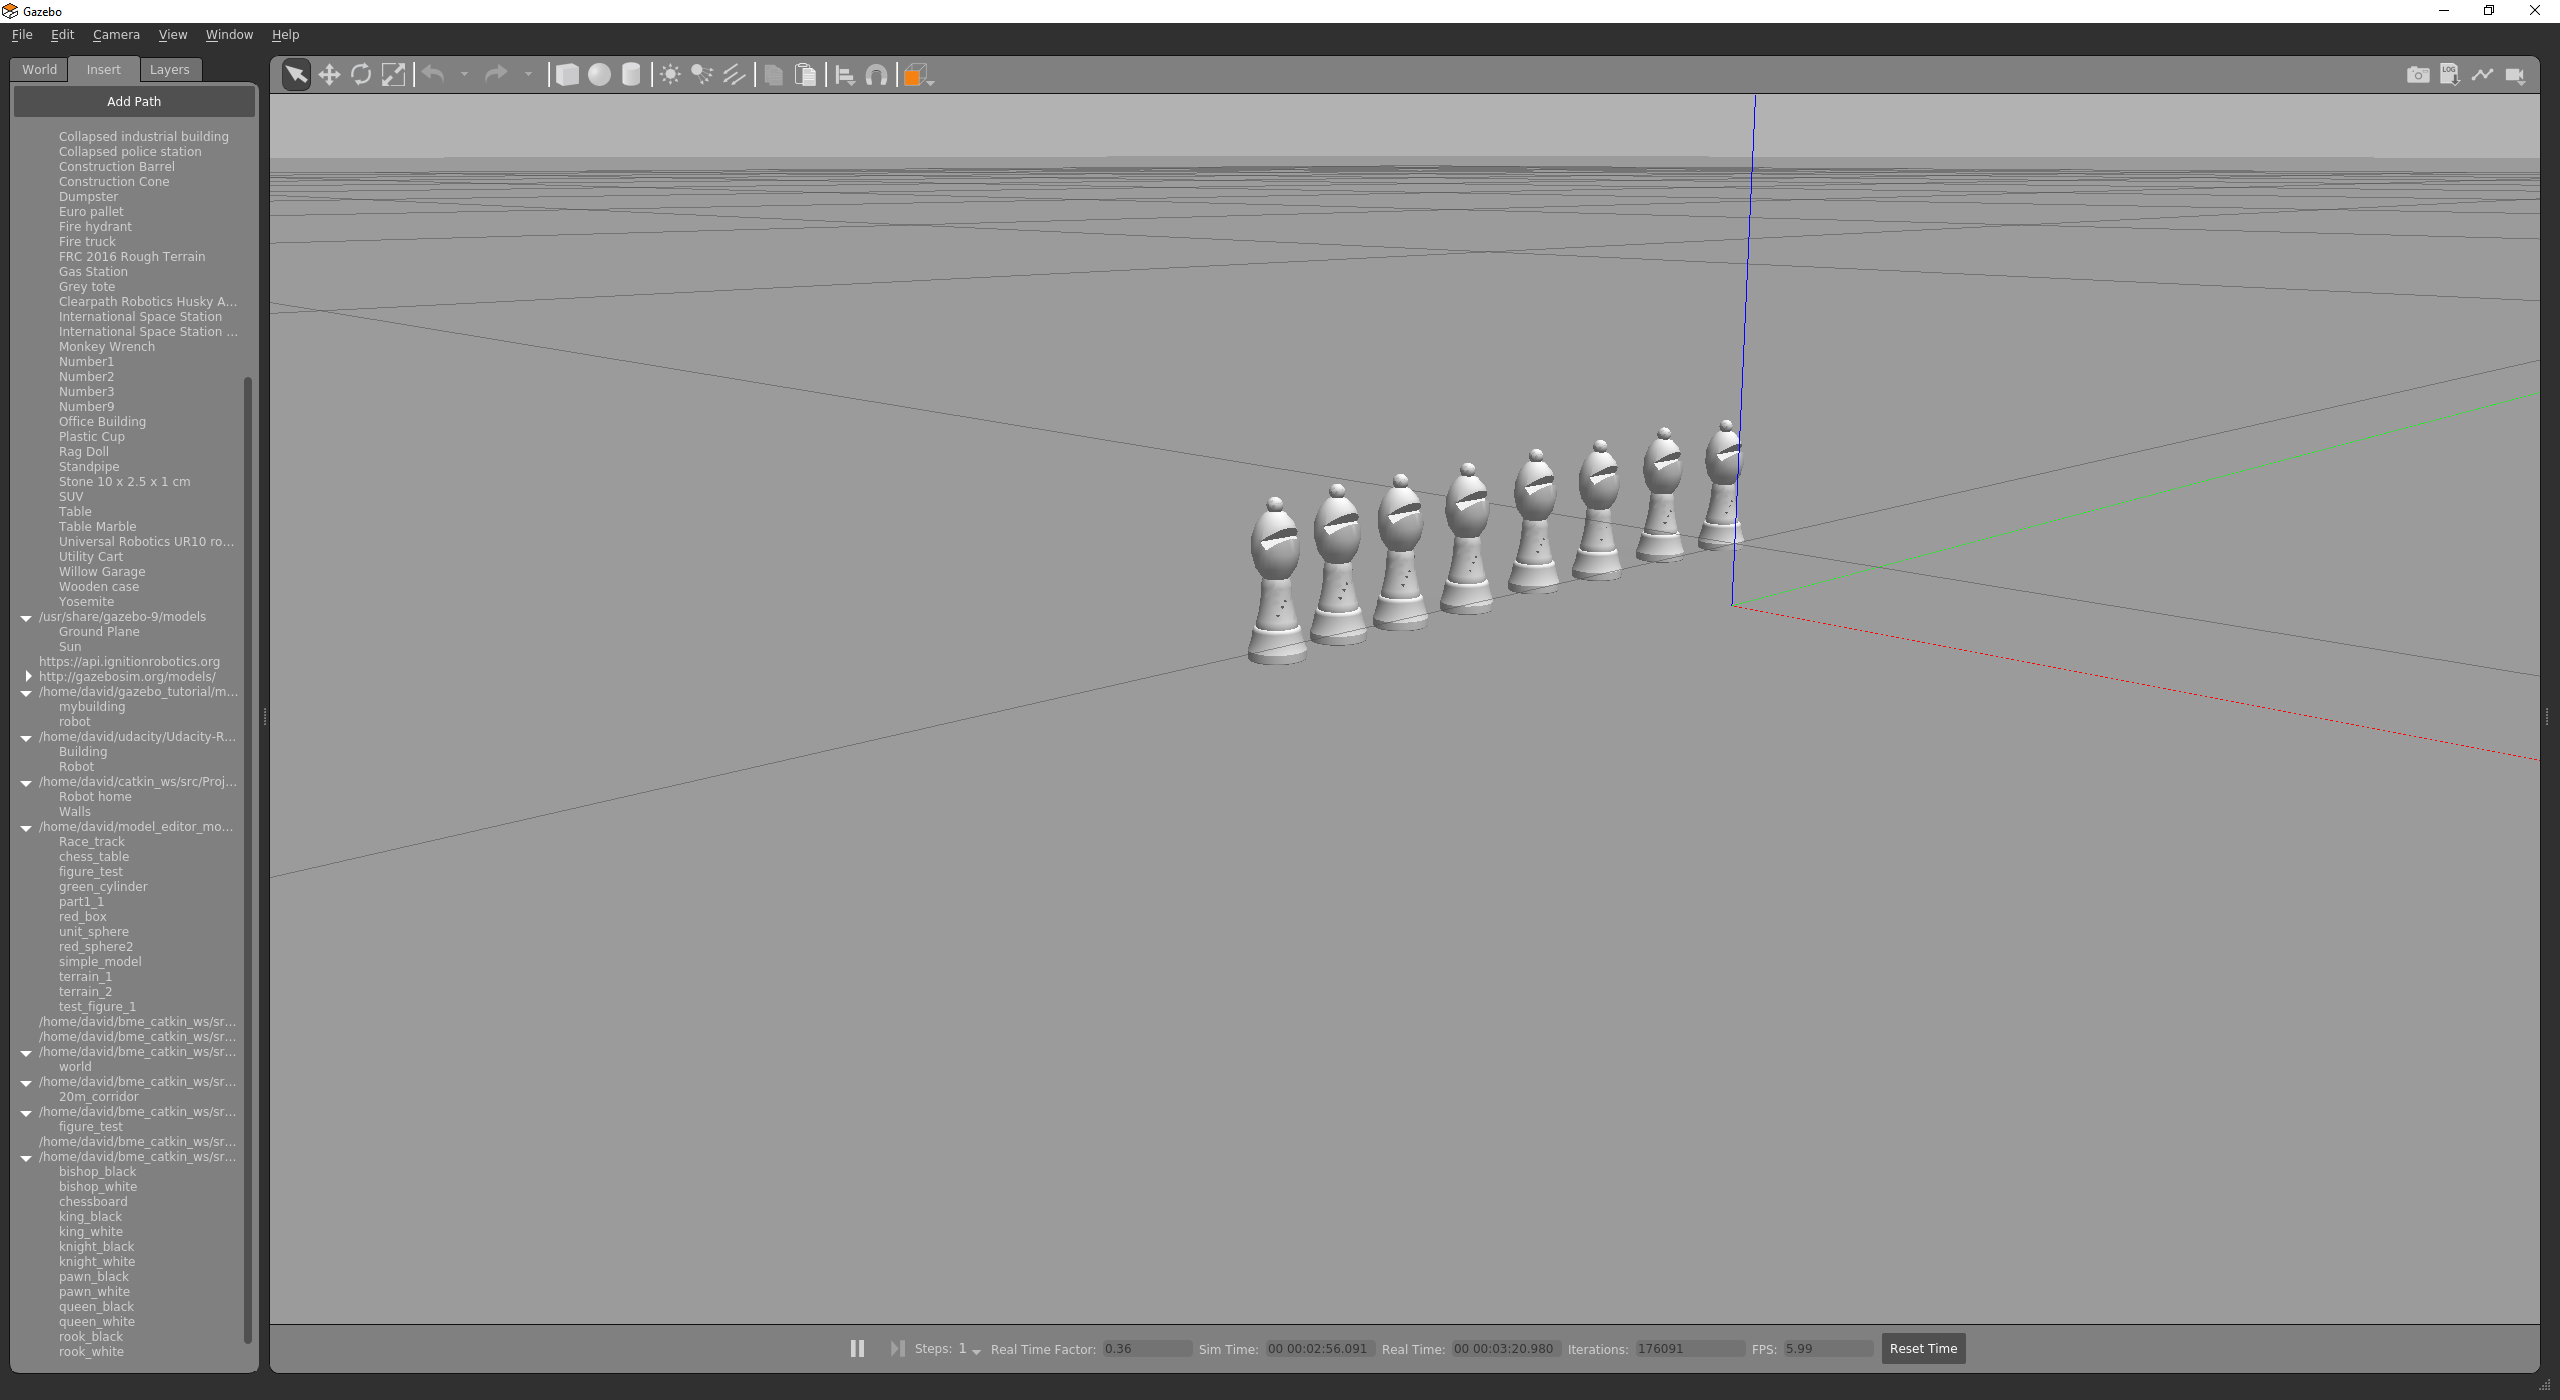 Gazebo
File Edit Camera View Window Help
World Insert Layers
LOG
Add Path
Collapsed industrial building
Collapsed police station
Construction Barrel
Construction Cone
Dumpster
Euro pallet
Fire hydrant
Fire truck
FRC 2016 Rough Terrain
Gas Station
Grey tote
Clearpath Robotics Husky A...
International Space Station
International Space Station ...
Monkey Wrench
Number1
Number2
Number3
Number9
Office Building
Plastic Cup
Rag Doll
Standpipe
Stone 10 x 2.5 x 1 cm
SUV
Table
Table Marble
Universal Robotics UR10 ro...
Utility Cart
Willow Garage
Wooden case
Yosemite
/usr/share/gazebo-9/models
Ground Plane
Sun
https://api.ignitionrobotics.org
http://gazebosim.org/models/
/home/david/gazebo_tutorial/m...
mybuilding
robot
/home/david/udacity/Udacity-R...
Building
Robot
/home/david/catkin_ws/src/Proj...
Robot home
Walls
/home/david/model_editor_mo...
Race_track
chess_table
figure_test
green_cylinder
part1_1
red_box
unit_sphere
red_sphere2
simple_model
terrain_1
terrain_2
test_figure_1
/home/david/bme_catkin_ws/sr...
/home/david/bme_catkin_ws/sr...
/home/david/bme_catkin_ws/sr...
world
/home/david/bme_catkin_ws/sr...
20m_corridor
/home/david/bme_catkin_ws/sr...
figure_test
/home/david/bme_catkin_ws/sr...
/home/david/bme_catkin_ws/sr...
bishop_black
bishop_white
chessboard
king_black
king_white
knight_black
knight_white
pawn_black
pawn_white
queen_black
queen_white
rook_black
rook_white
Steps: 1 Real Time Factor: 0.36 Sim Time: 00 00:02:56.091 Real Time: 00 00:03:20.980 Iterations: 176091 FPS: 5.99 Reset Time